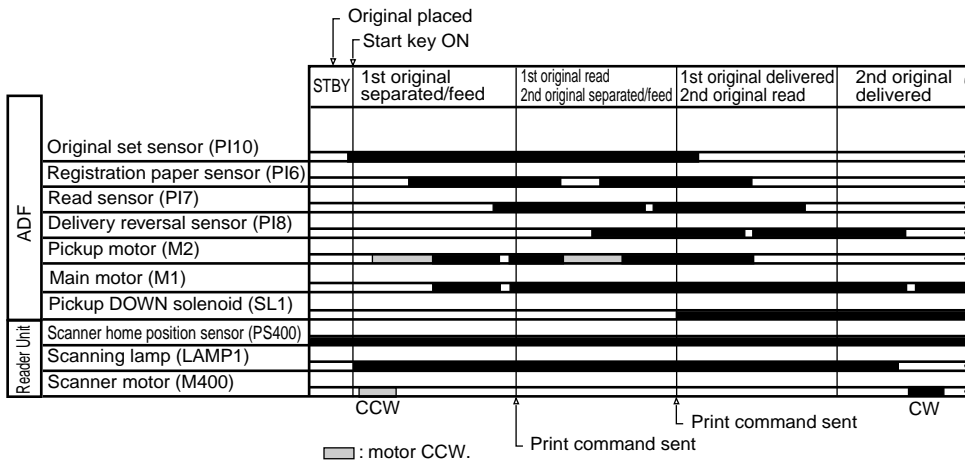 Original placed
Start key ON
STBY
1st original
separated/feed
1st original read
2nd original separated/feed
1st original delivered
2nd original read
2nd original
delivered
ADF
Original set sensor (PI10)
Registration paper sensor (PI6)
Read sensor (PI7)
Delivery reversal sensor (PI8)
Pickup motor (M2)
Main motor (M1)
Pickup DOWN solenoid (SL1)
Reader Unit
Scanner home position sensor (PS400)
Scanning lamp (LAMP1)
Scanner motor (M400)
CCW
CW
Print command sent
Print command sent
: motor CCW.